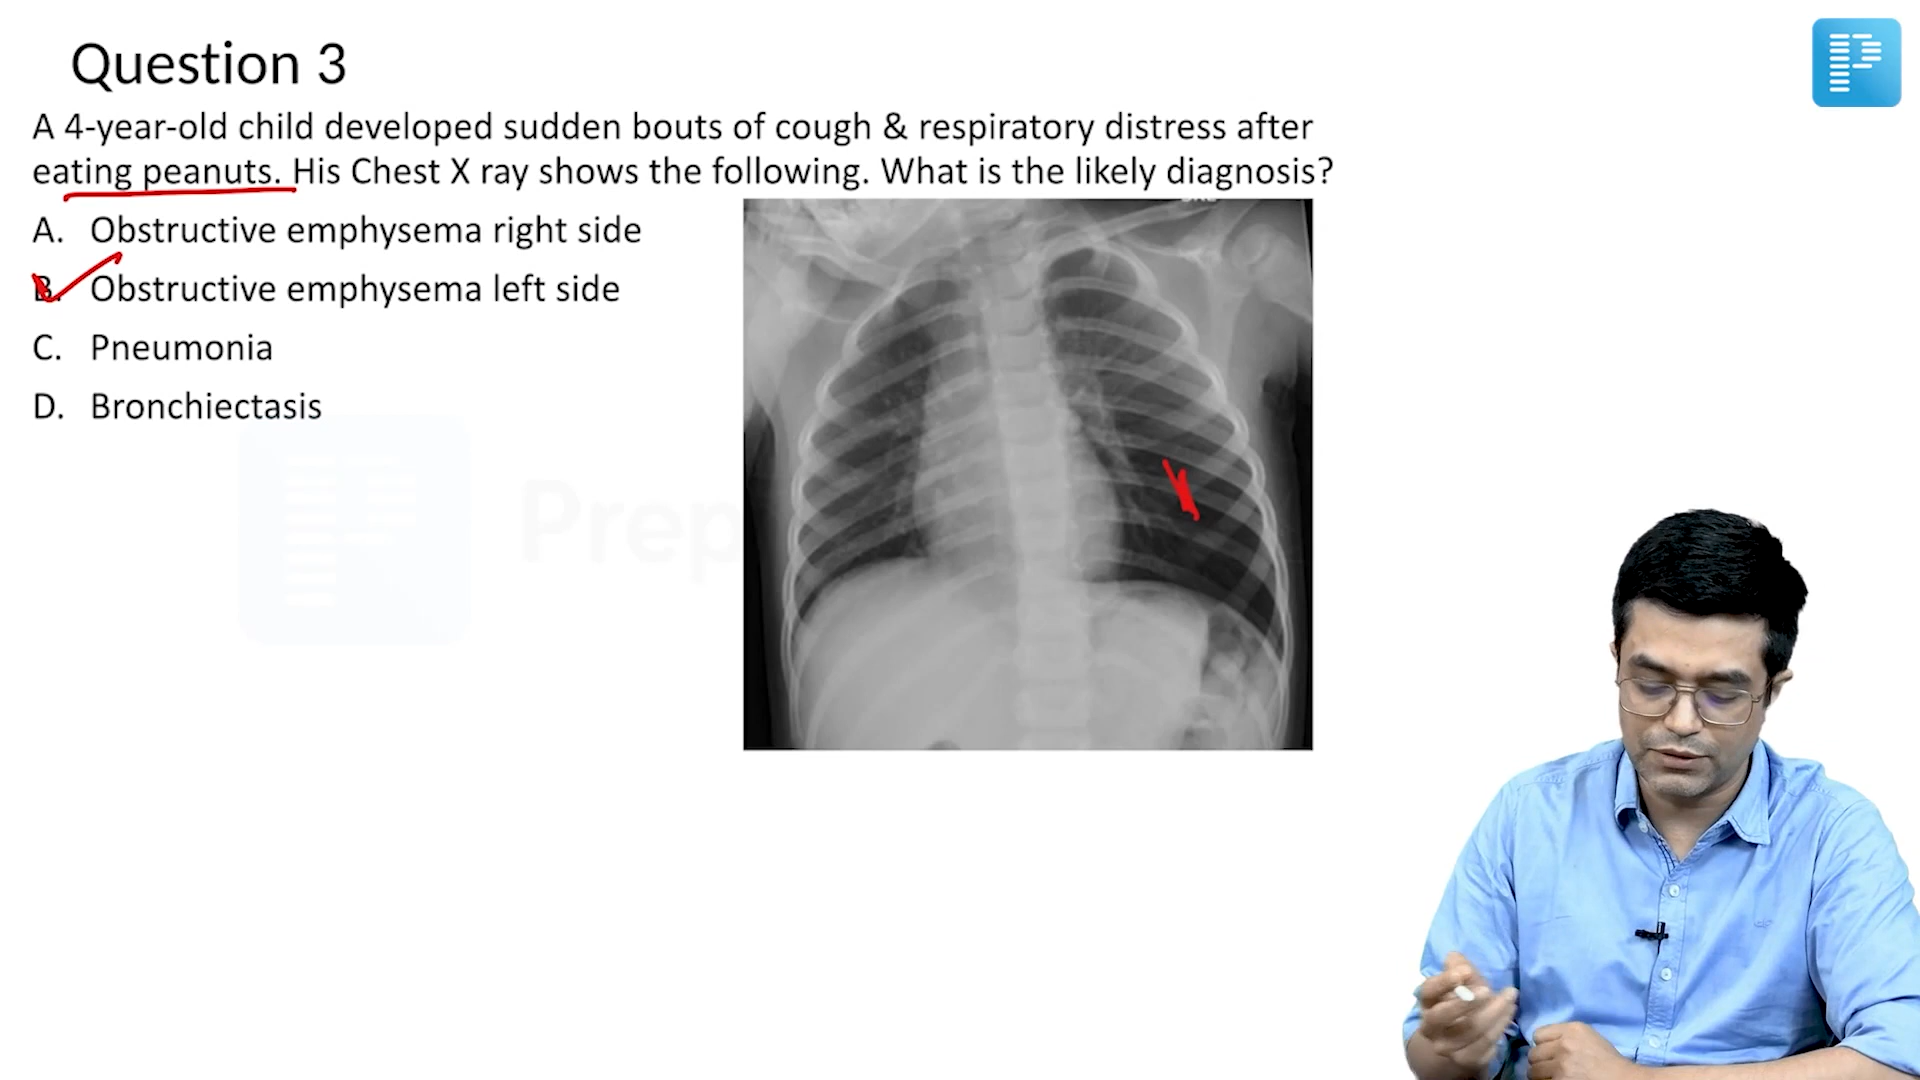 Question 3
A 4-year-old child developed sudden bouts of cough & respiratory distress after
eating peanuts. His Chest X ray shows the following. What is the likely diagnosis?
A. Obstructive emphysema right side
B. Obstructive emphysema left side
C. Pneumonia
D. Bronchiectasis
Prep